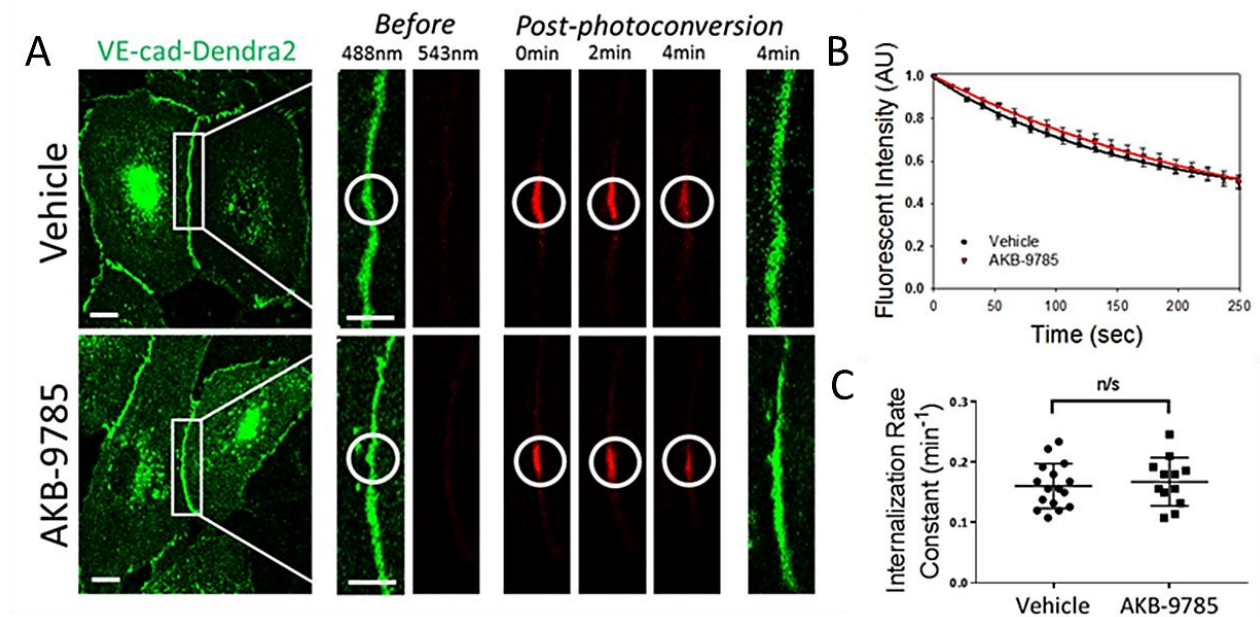 A
VE-cad-Dendra2
Before
Post-photoconversion
488nm 543nm 0min 2min 4min 4min
Vehicle
AKB-9785
B
Fluorescent Intensity (AU)
1.0
0.8
0.6
0.4
0.2
0.0
Vehicle
AKB-9785
0 50 100 150 200 250
Time (sec)
C
Internalization Rate
Constant (min⁻¹)
n/s
0.3
0.2
0.1
0.0
Vehicle AKB-9785